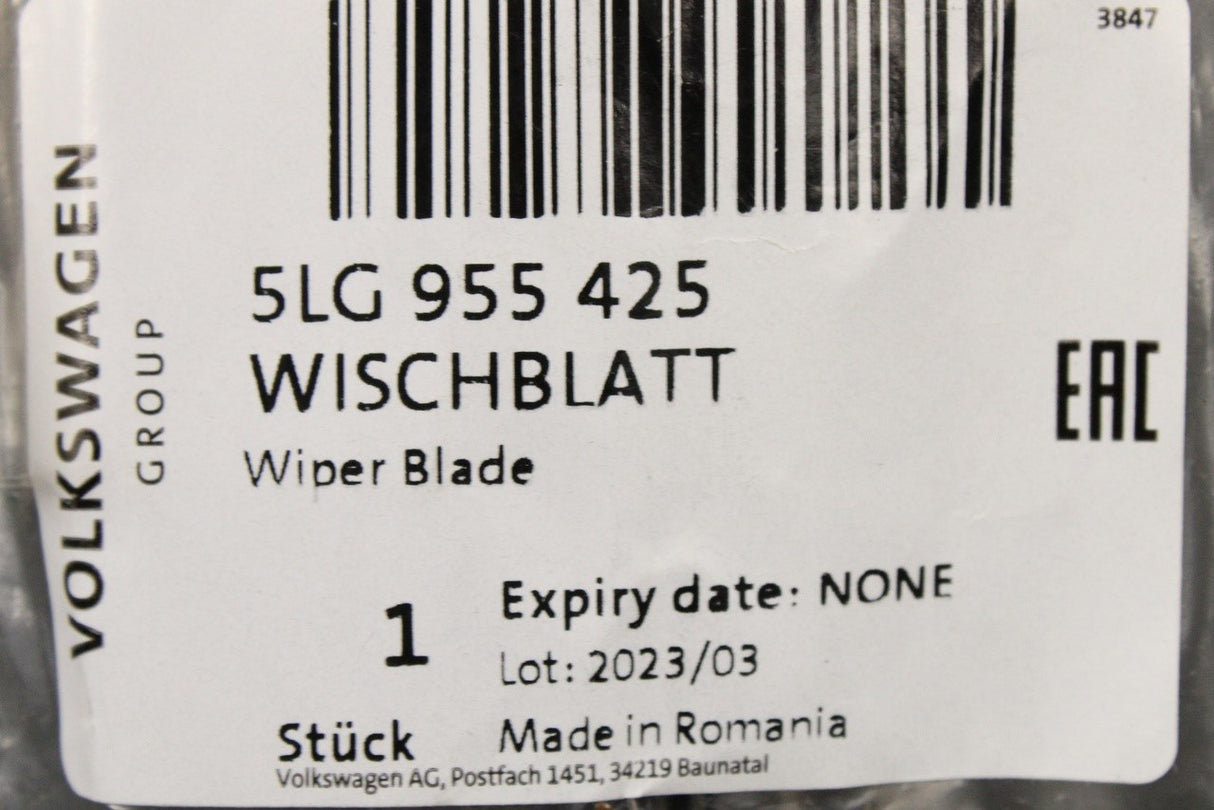 3847
VOLKSWAGEN
GROUP
5LG 955 425
WISCHBLATT
Wiper Blade
EAC
1
Expiry date: NONE
Lot: 2023/03
Stück
Made in Romania
Volkswagen AG, Postfach 1451, 34219 Baunatal